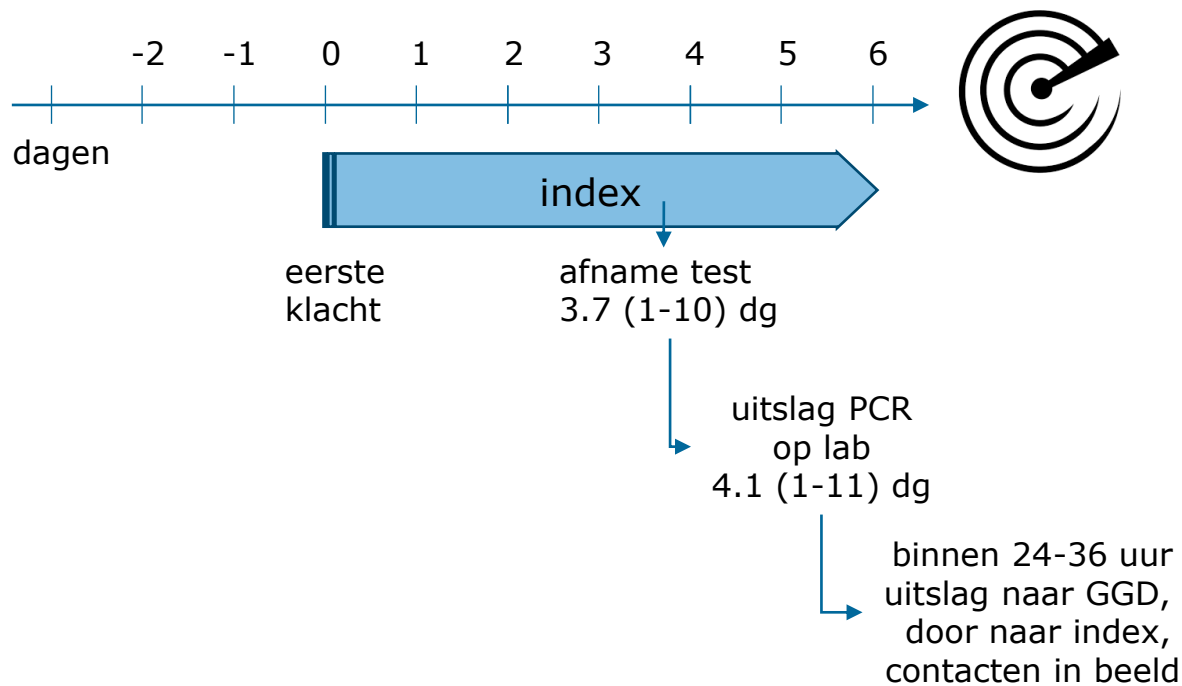 -2 -1 0 1 2 3 4 5 6
dagen
index
eerste
klacht
afname test
3.7 (1-10) dg
uitslag PCR
op lab
4.1 (1-11) dg
binnen 24-36 uur
uitslag naar GGD,
door naar index,
contacten in beeld